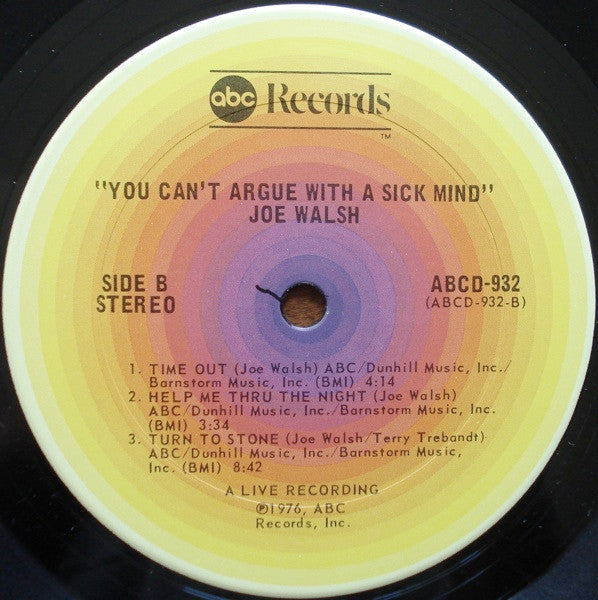 abc Records
TM
"YOU CAN'T ARGUE WITH A SICK MIND"
JOE WALSH
SIDE B
STEREO
ABCD-932
(ABCD-932-B)
1. TIME OUT (Joe Walsh) ABC/Dunhill Music, Inc./
Barnstorm Music, Inc. (BMI) 4:14
2. HELP ME THRU THE NIGHT (Joe Walsh)
ABC/Dunhill Music, Inc./Barnstorm Music, Inc.
(BMI) 3:34
3. TURN TO STONE (Joe Walsh/Terry Trebandt)
ABC/Dunhill Music, Inc./Barnstorm Music,
Inc. (BMI) 8:42
A LIVE RECORDING
℗1976, ABC
Records, Inc.